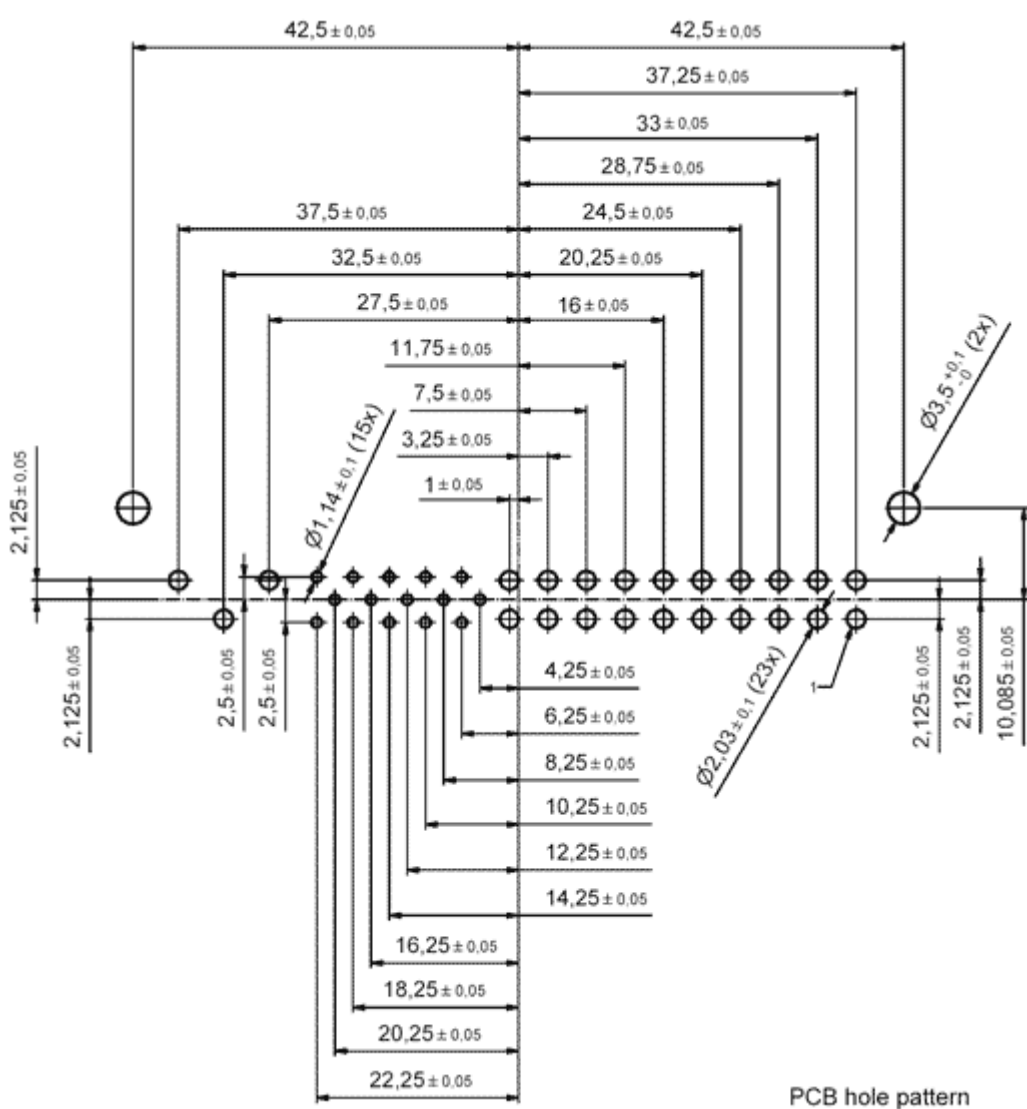 42,5 ± 0,05
42,5 ± 0,05
37,25 ± 0,05
33 ± 0,05
28,75 ± 0,05
37,5 ± 0,05
24,5 ± 0,05
32,5 ± 0,05
20,25 ± 0,05
27,5 ± 0,05
16 ± 0,05
11,75 ± 0,05
7,5 ± 0,05
3,25 ± 0,05
1 ± 0,05
Ø1,14 ± 0,1 (15x)
Ø3,5 +0,1 -0 (2x)
2,125 ± 0,05
2,125 ± 0,05
2,5 ± 0,05
2,5 ± 0,05
4,25 ± 0,05
6,25 ± 0,05
8,25 ± 0,05
10,25 ± 0,05
12,25 ± 0,05
14,25 ± 0,05
16,25 ± 0,05
18,25 ± 0,05
20,25 ± 0,05
22,25 ± 0,05
Ø2,03 ± 0,1 (23x)
1
2,125 ± 0,05
2,125 ± 0,05
10,085 ± 0,05
PCB hole pattern